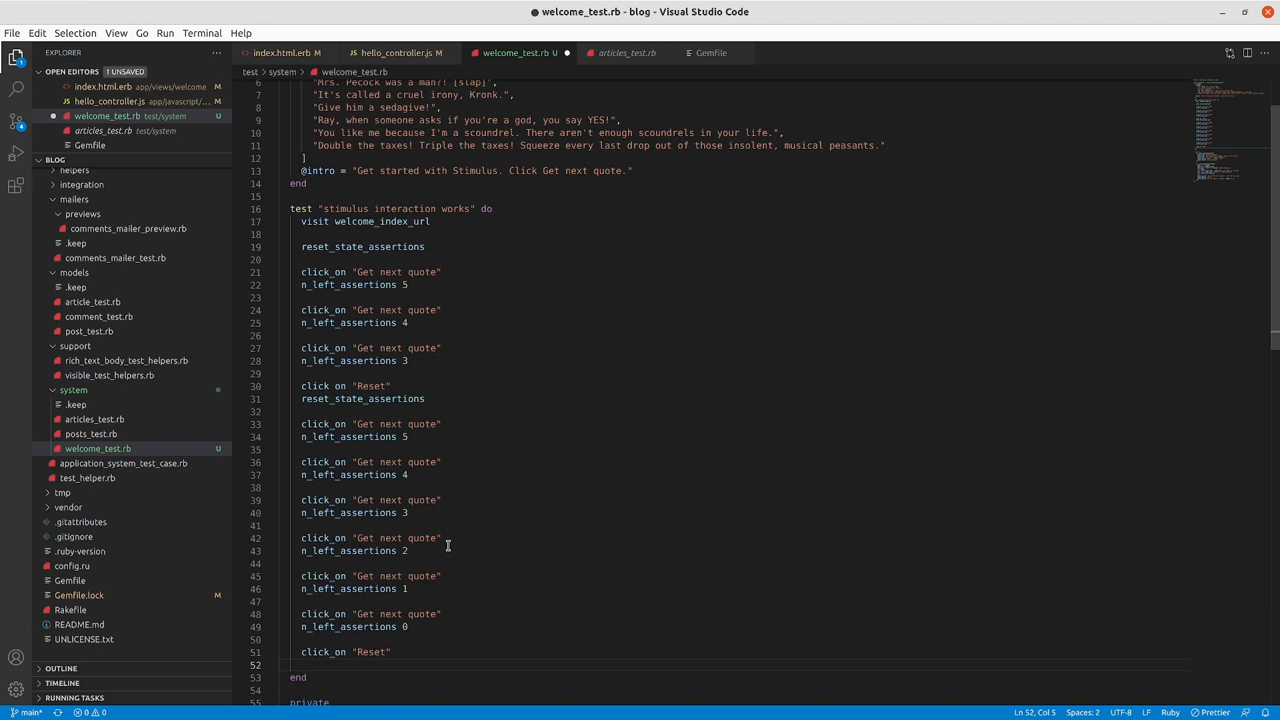 ● welcome_test.rb - blog - Visual Studio Code
File Edit Selection View Go Run Terminal Help
EXPLORER
index.html.erb M
hello_controller.js M
welcome_test.rb U
articles_test.rb
Gemfile
OPEN EDITORS 1 UNSAVED
test > system > welcome_test.rb
index.html.erb app/views/welcome
hello_controller.js app/javascript/...
welcome_test.rb test/system
articles_test.rb test/system
Gemfile
BLOG
helpers
integration
mailers
previews
comments_mailer_preview.rb
.keep
comments_mailer_test.rb
models
.keep
article_test.rb
comment_test.rb
post_test.rb
support
rich_text_body_test_helpers.rb
visible_test_helpers.rb
system
.keep
articles_test.rb
posts_test.rb
welcome_test.rb U
application_system_test_case.rb
test_helper.rb
tmp
vendor
.gitattributes
.gitignore
.ruby-version
config.ru
Gemfile
Gemfile.lock M
Rakefile
README.md
UNLICENSE.txt
OUTLINE
TIMELINE
RUNNING TASKS
6 "Mrs. Pecock was a man?! [slap]",
7 "It's called a cruel irony, Kronk.",
8 "Give him a sedagive!",
9 "Ray, when someone asks if you're a god, you say YES!",
10 "You like me because I'm a scoundrel. There aren't enough scoundrels in your life.",
11 "Double the taxes! Triple the taxes! Squeeze every last drop out of those insolent, musical peasants."
12 ]
13 @intro = "Get started with Stimulus. Click Get next quote."
14 end
15
16 test "stimulus interaction works" do
17 visit welcome_index_url
18
19 reset_state_assertions
20
21 click_on "Get next quote"
22 n_left_assertions 5
23
24 click_on "Get next quote"
25 n_left_assertions 4
26
27 click_on "Get next quote"
28 n_left_assertions 3
29
30 click_on "Reset"
31 reset_state_assertions
32
33 click_on "Get next quote"
34 n_left_assertions 5
35
36 click_on "Get next quote"
37 n_left_assertions 4
38
39 click_on "Get next quote"
40 n_left_assertions 3
41
42 click_on "Get next quote"
43 n_left_assertions 2
44
45 click_on "Get next quote"
46 n_left_assertions 1
47
48 click_on "Get next quote"
49 n_left_assertions 0
50
51 click_on "Reset"
52
53 end
54
55 private
main* 0 0
Ln 52, Col 5 Spaces: 2 UTF-8 LF Ruby Prettier